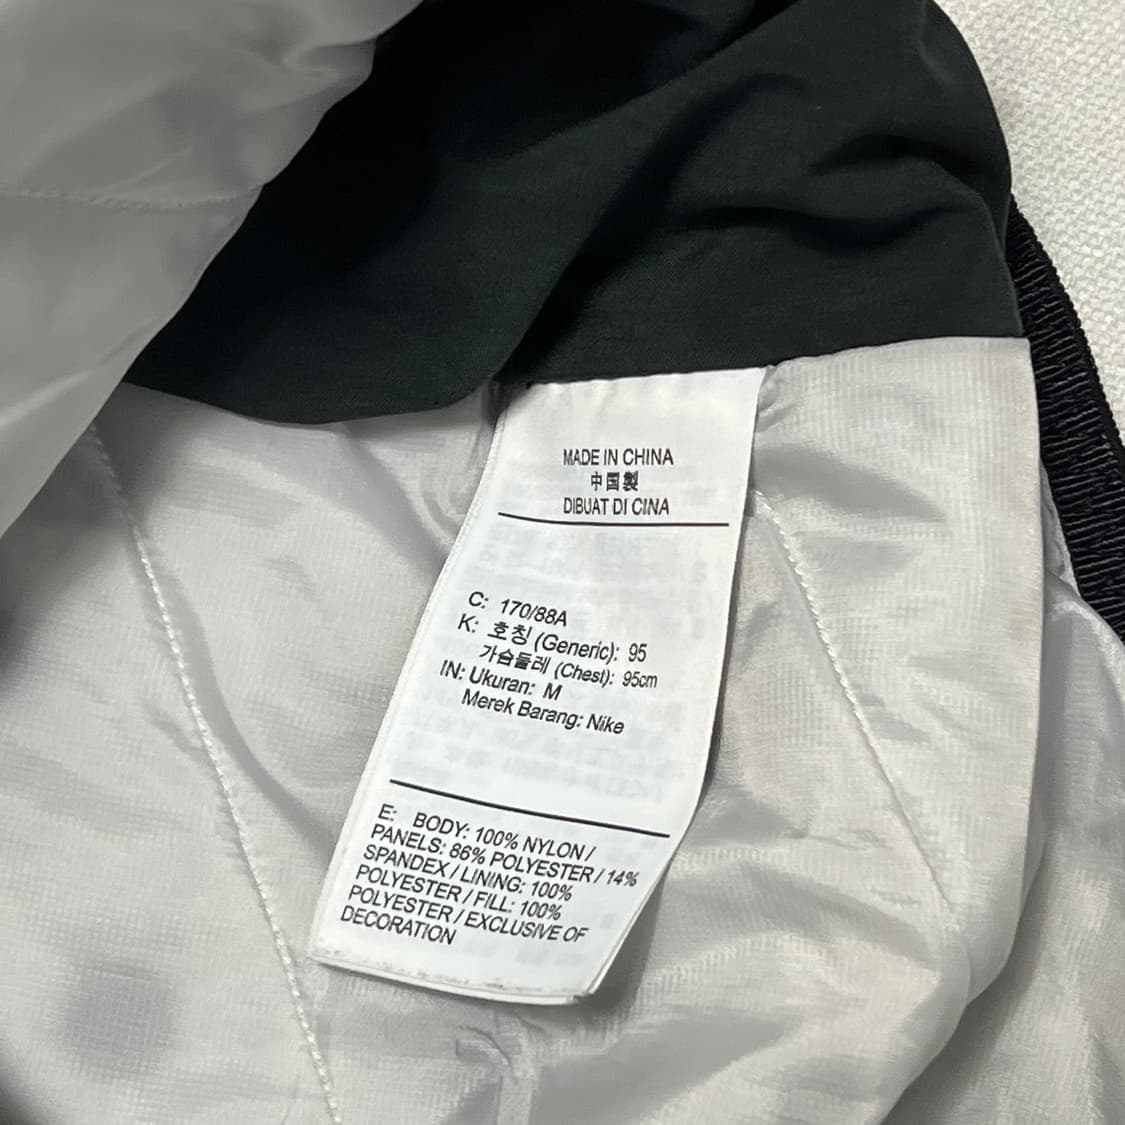 MADE IN CHINA
中国製
DIBUAT DI CINA
C: 170/88A
K: 호칭 (Generic): 95
가슴둘레 (Chest): 95cm
IN: Ukuran: M
Merek Barang: Nike
E: BODY: 100% NYLON /
PANELS: 86% POLYESTER / 14%
SPANDEX / LINING: 100%
POLYESTER / FILL: 100%
POLYESTER / EXCLUSIVE OF
DECORATION